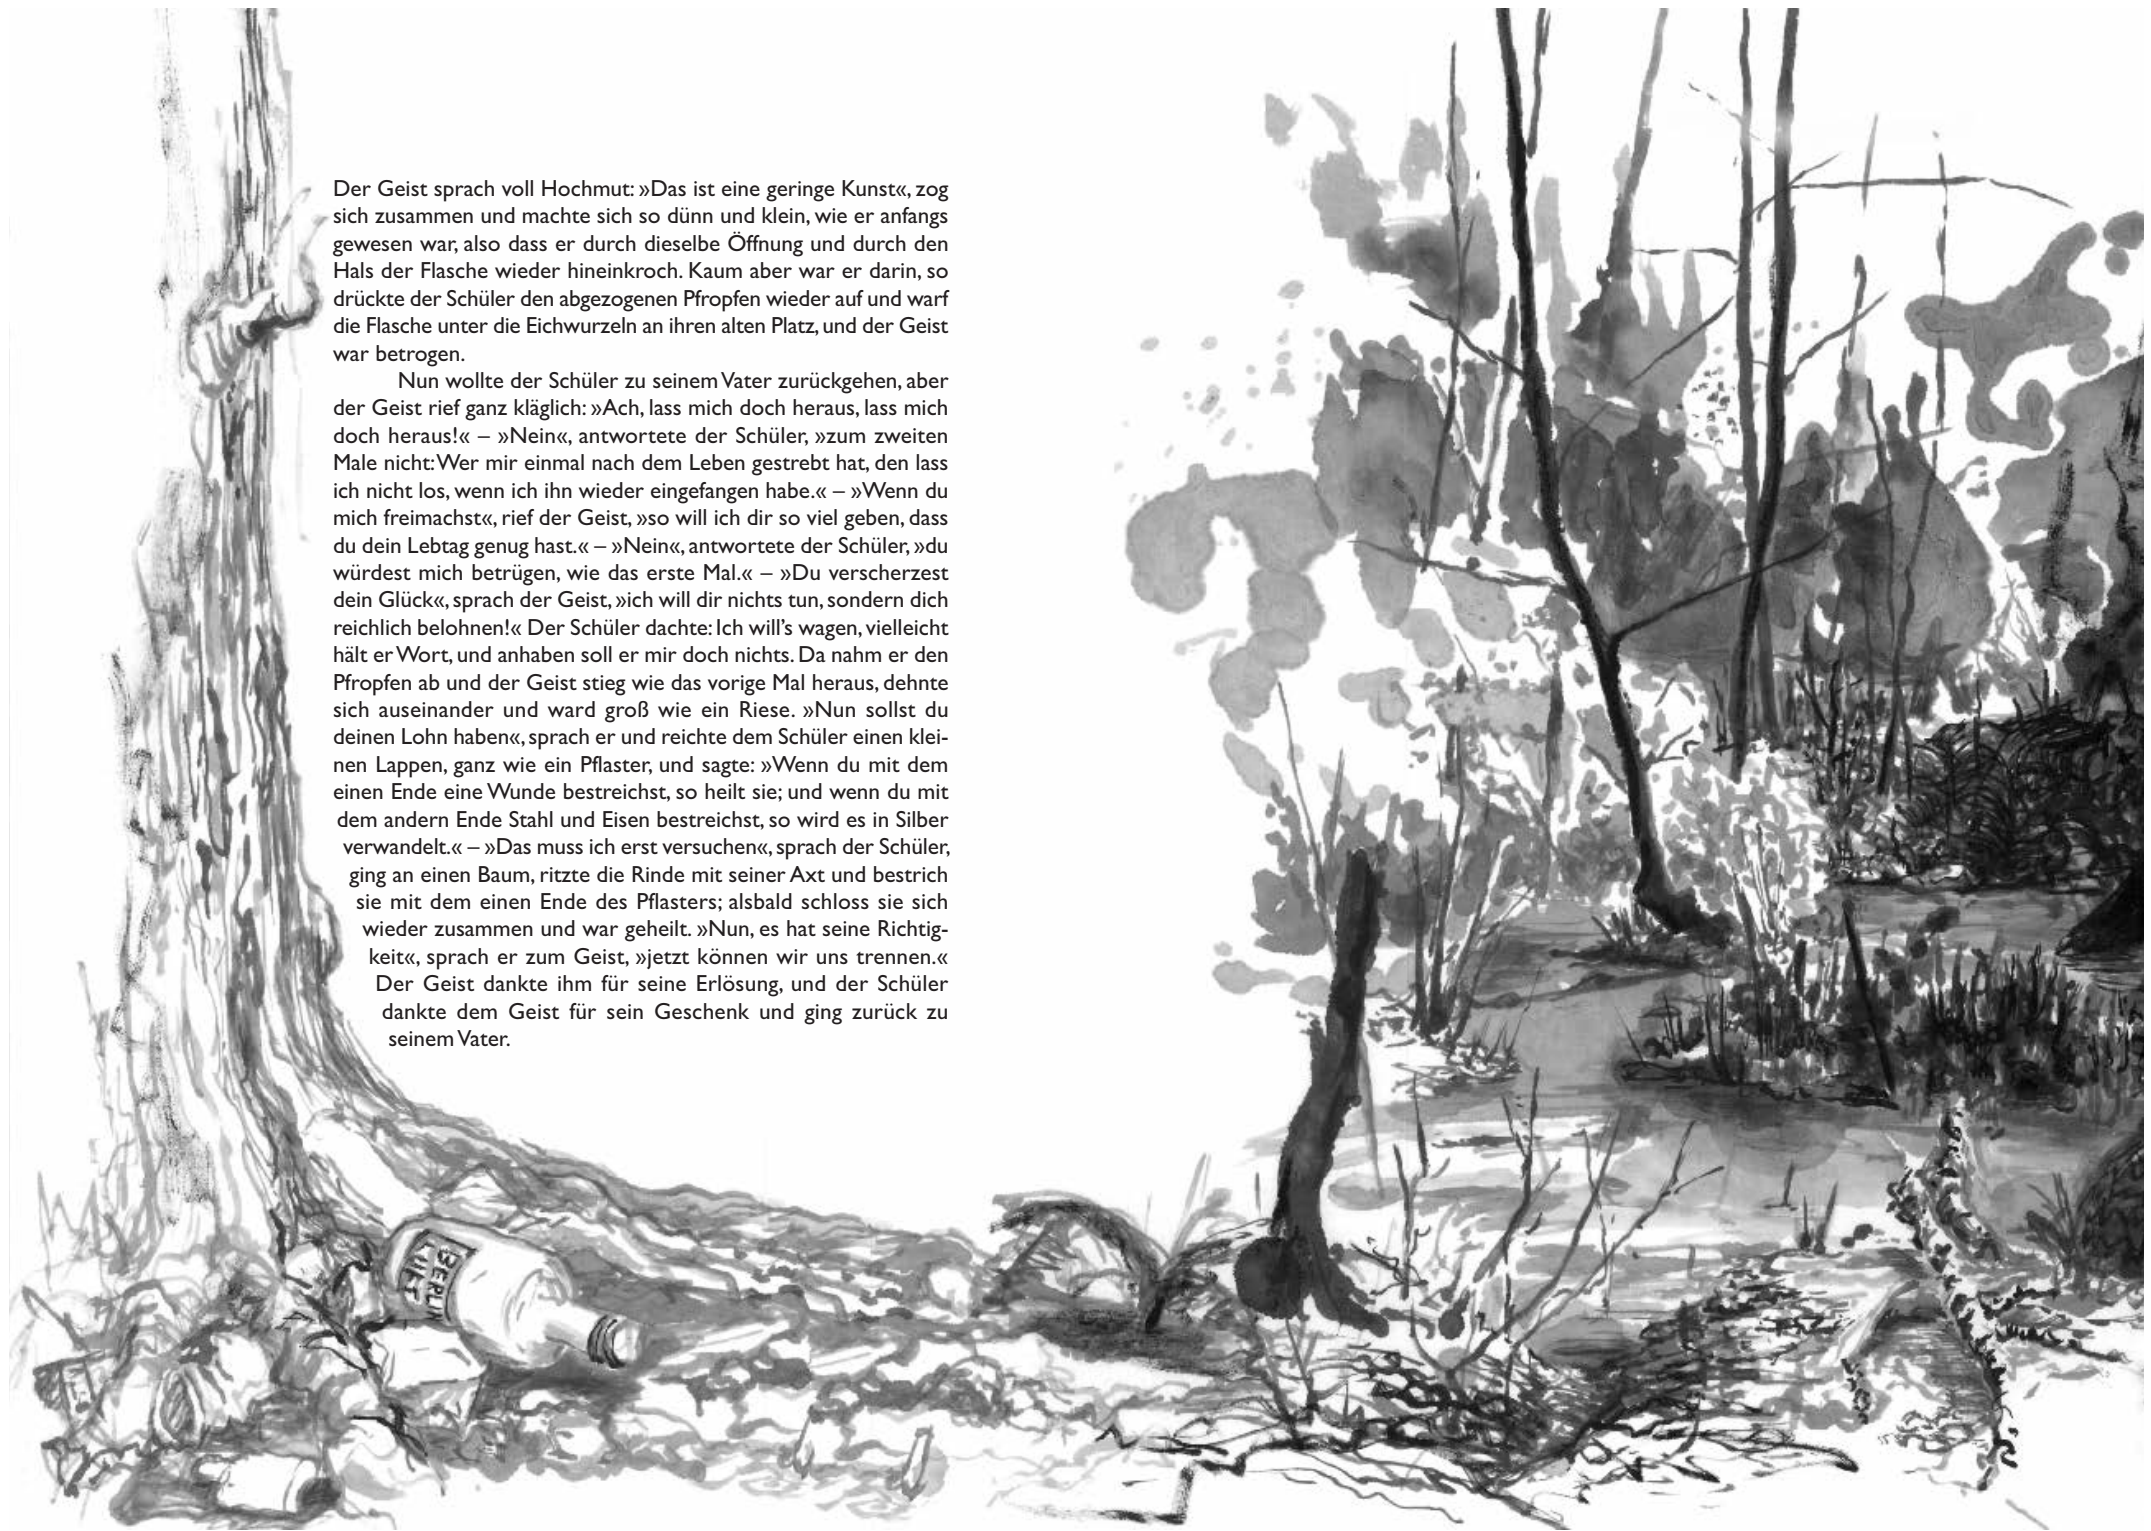 Der Geist sprach voll Hochmut: »Das ist eine geringe Kunst«, zog
sich zusammen und machte sich so dünn und klein, wie er anfangs
gewesen war, also dass er durch dieselbe Öffnung und durch den
Hals der Flasche wieder hineinkroch. Kaum aber war er darin, so
drückte der Schüler den abgezogenen Pfropfen wieder auf und warf
die Flasche unter die Eichwurzeln an ihren alten Platz, und der Geist
war betrogen.
Nun wollte der Schüler zu seinem Vater zurückgehen, aber
der Geist rief ganz kläglich: »Ach, lass mich doch heraus, lass mich
doch heraus!« – »Nein«, antwortete der Schüler, »zum zweiten
Male nicht: Wer mir einmal nach dem Leben gestrebt hat, den lass
ich nicht los, wenn ich ihn wieder eingefangen habe.« – »Wenn du
mich freimachst«, rief der Geist, »so will ich dir so viel geben, dass
du dein Lebtag genug hast.« – »Nein«, antwortete der Schüler, »du
würdest mich betrügen, wie das erste Mal.« – »Du verscherzest
dein Glück«, sprach der Geist, »ich will dir nichts tun, sondern dich
reichlich belohnen!« Der Schüler dachte: Ich will's wagen, vielleicht
hält er Wort, und anhaben soll er mir doch nichts. Da nahm er den
Pfropfen ab und der Geist stieg wie das vorige Mal heraus, dehnte
sich auseinander und ward groß wie ein Riese. »Nun sollst du
deinen Lohn haben«, sprach er und reichte dem Schüler einen klei-
nen Lappen, ganz wie ein Pflaster, und sagte: »Wenn du mit dem
einen Ende eine Wunde bestreichst, so heilt sie; und wenn du mit
dem andern Ende Stahl und Eisen bestreichst, so wird es in Silber
verwandelt.« – »Das muss ich erst versuchen«, sprach der Schüler,
ging an einen Baum, ritzte die Rinde mit seiner Axt und bestrich
sie mit dem einen Ende des Pflasters; alsbald schloss sie sich
wieder zusammen und war geheilt. »Nun, es hat seine Richtig-
keit«, sprach er zum Geist, »jetzt können wir uns trennen.«
Der Geist dankte ihm für seine Erlösung, und der Schüler
dankte dem Geist für sein Geschenk und ging zurück zu
seinem Vater.
BERLIN